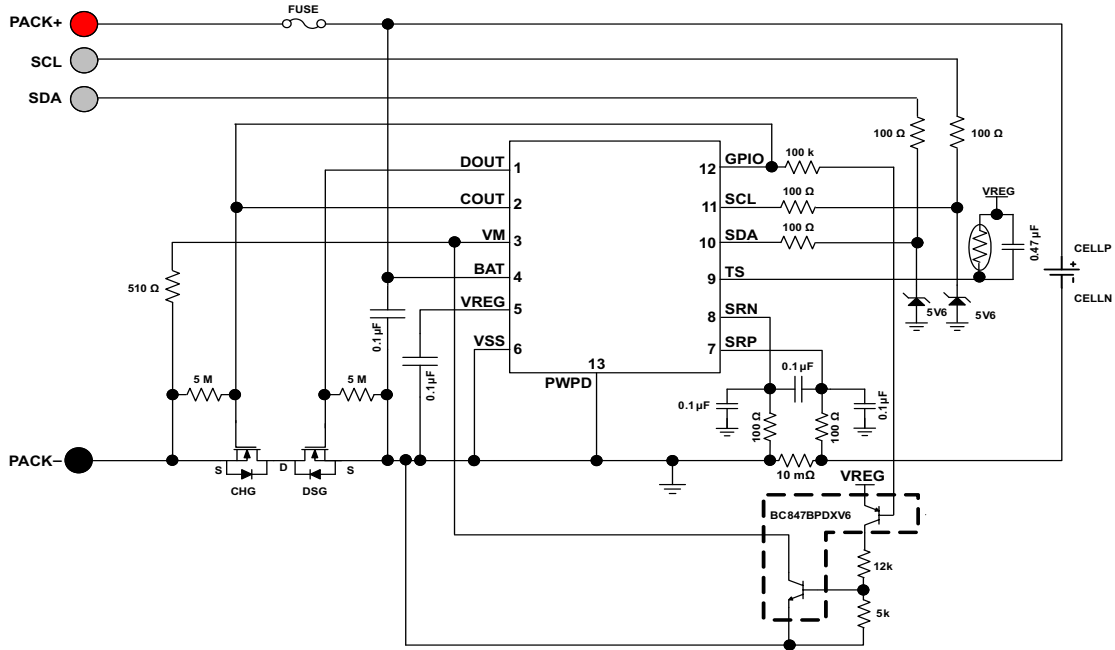 PACK+
FUSE
SCL
SDA
100 Ω
100 Ω
DOUT
1
12
GPIO
100 k
COUT
2
11
SCL
100 Ω
VREG
VM
3
10
SDA
100 Ω
0.47 µF
BAT
4
9
TS
CELLP
+
-
CELLN
510 Ω
VREG
5
8
SRN
5V6
5V6
VSS
6
7
SRP
0.1 µF
0.1 µF
13
PWPD
5 M
5 M
0.1 µF
0.1 µF
0.1 µF
100 Ω
100 Ω
PACK–
S
D
S
CHG
DSG
10 mΩ
VREG
BC847BPDXV6
12k
5k